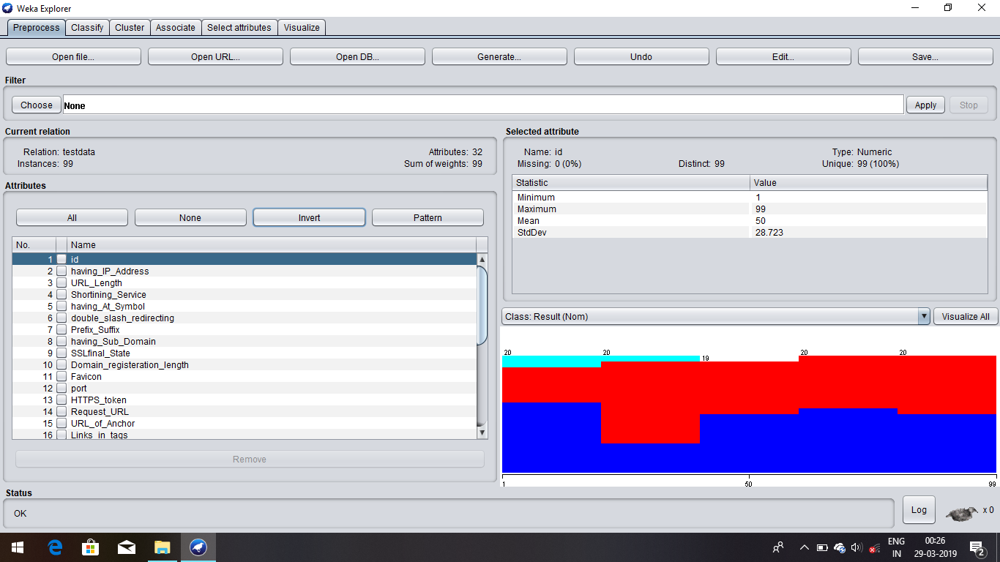 Weka Explorer
Preprocess Classify Cluster Associate Select attributes Visualize
Open file... Open URL... Open DB... Generate... Undo Edit... Save...
Filter
Choose None Apply Stop
Current relation
Relation: testdata Attributes: 32
Instances: 99 Sum of weights: 99
Attributes
All None Invert Pattern
No. Name
1 id
2 having_IP_Address
3 URL_Length
4 Shortining_Service
5 having_At_Symbol
6 double_slash_redirecting
7 Prefix_Suffix
8 having_Sub_Domain
9 SSLfinal_State
10 Domain_registeration_length
11 Favicon
12 port
13 HTTPS_token
14 Request_URL
15 URL_of_Anchor
16 Links_in_tags
Remove
Selected attribute
Name: id Type: Numeric
Missing: 0 (0%) Distinct: 99 Unique: 99 (100%)
Statistic Value
Minimum 1
Maximum 99
Mean 50
StdDev 28.723
Class: Result (Nom) Visualize All
20 20 19 20 20
1 50 99
Status
OK Log x 0
ENG 00:26
IN 29-03-2019 2